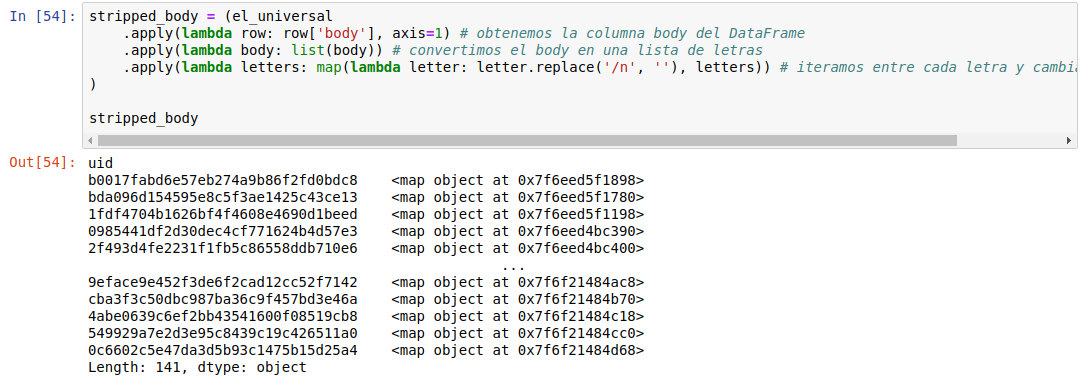 In [54]: stripped_body = (el_universal
.apply(lambda row: row['body'], axis=1) # obtenemos la columna body del DataFrame
.apply(lambda body: list(body)) # convertimos el body en una lista de letras
.apply(lambda letters: map(lambda letter: letter.replace('/n', ''), letters)) # iteramos entre cada letra y cambia
)
stripped_body
Out[54]: uid
b0017fabd6e57eb274a9b86f2fd0bdc8 <map object at 0x7f6eed5f1898>
bda096d154595e8c5f3ae1425c43ce13 <map object at 0x7f6eed5f1780>
1fdf4704b1626bf4f4608e4690d1beed <map object at 0x7f6eed5f1198>
0985441df2d30dec4cf771624b4d57e3 <map object at 0x7f6eed4bc390>
2f493d4fe2231f1fb5c86558ddb710e6 <map object at 0x7f6eed4bc400>
...
9eface9e452f3de6f2cad12cc52f7142 <map object at 0x7f6f21484ac8>
cba3f3c50dbc987ba36c9f457bd3e46a <map object at 0x7f6f21484b70>
4abe0639c6ef2bb43541600f08519cb8 <map object at 0x7f6f21484c18>
549929a7e2d3e95c8439c19c426511a0 <map object at 0x7f6f21484cc0>
0c6602c5e47da3d5b93c1475b15d25a4 <map object at 0x7f6f21484d68>
Length: 141, dtype: object